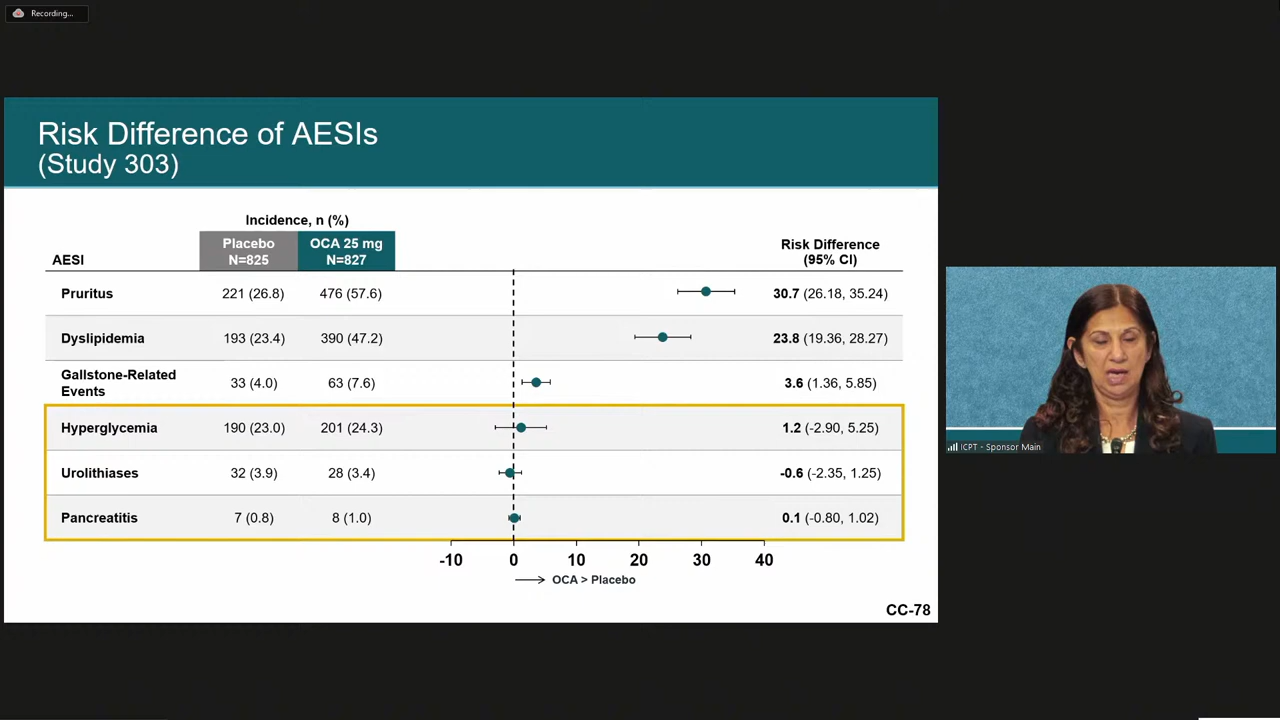 Recording...
Risk Difference of AESIs
(Study 303)
Incidence, n (%)
AESI
Placebo
N=825
OCA 25 mg
N=827
Risk Difference
(95% CI)
Pruritus 221 (26.8) 476 (57.6) 30.7 (26.18, 35.24)
Dyslipidemia 193 (23.4) 390 (47.2) 23.8 (19.36, 28.27)
Gallstone-Related
Events 33 (4.0) 63 (7.6) 3.6 (1.36, 5.85)
Hyperglycemia 190 (23.0) 201 (24.3) 1.2 (-2.90, 5.25)
Urolithiases 32 (3.9) 28 (3.4) -0.6 (-2.35, 1.25)
Pancreatitis 7 (0.8) 8 (1.0) 0.1 (-0.80, 1.02)
-10 0 10 20 30 40
OCA > Placebo
CC-78
ICPT - Sponsor Main